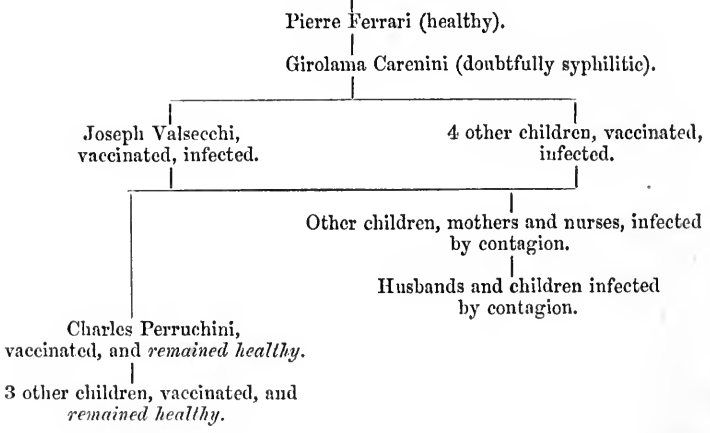 Pierre Ferrari (healthy).
Girolama Carenini (doubtfully syphilitic).
Joseph Valsecchi,
vaccinated, infected.
4 other children, vaccinated,
infected.
Other children, mothers and nurses, infected
by contagion.
Husbands and children infected
by contagion.
Charles Perruchini,
vaccinated, and remained healthy.
3 other children, vaccinated, and
remained healthy.